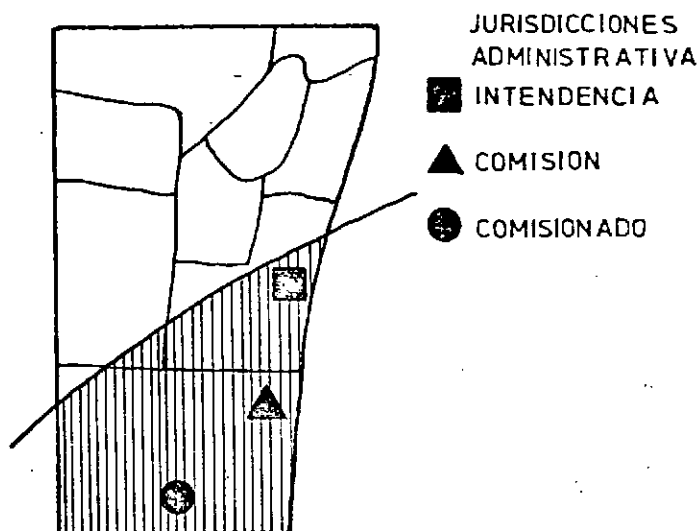 JURISDICCIONES
ADMINISTRATIVA
INTENDENCIA
COMISION
COMISIONADO